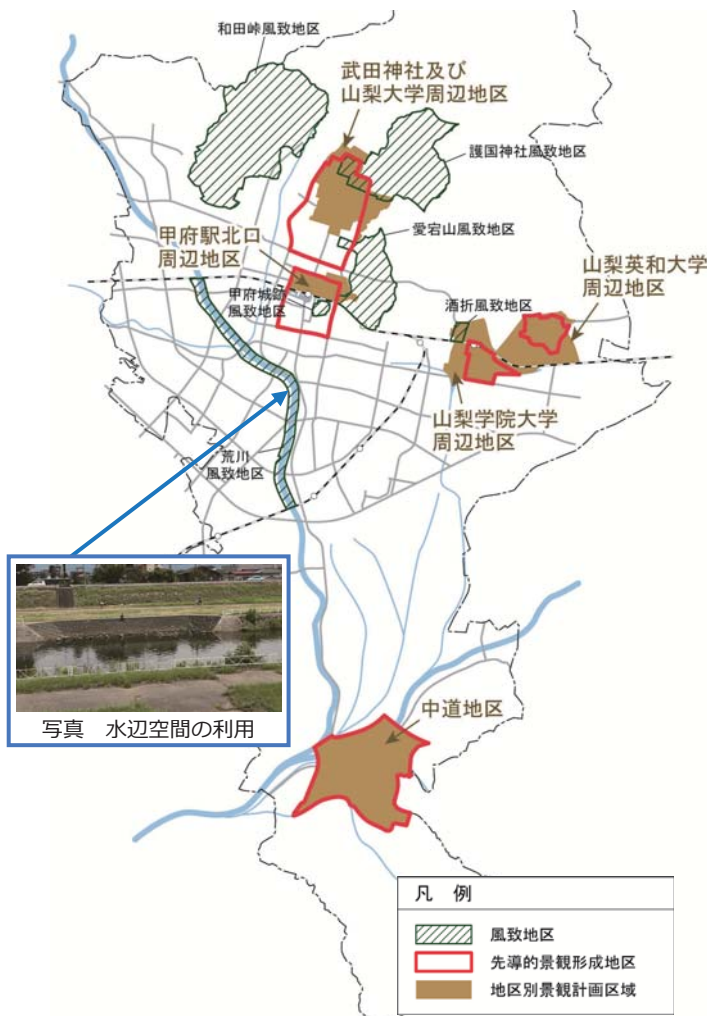 和田峠風致地区
武田神社及び
山梨大学周辺地区
護国神社風致地区
愛宕山風致地区
甲府駅北口
周辺地区
山梨英和大学
周辺地区
甲府城跡
風致地区
酒折風致地区
山梨学院大学
周辺地区
荒川
風致地区
写真 水辺空間の利用
中道地区
凡 例
風致地区
先導的景観形成地区
地区別景観計画区域